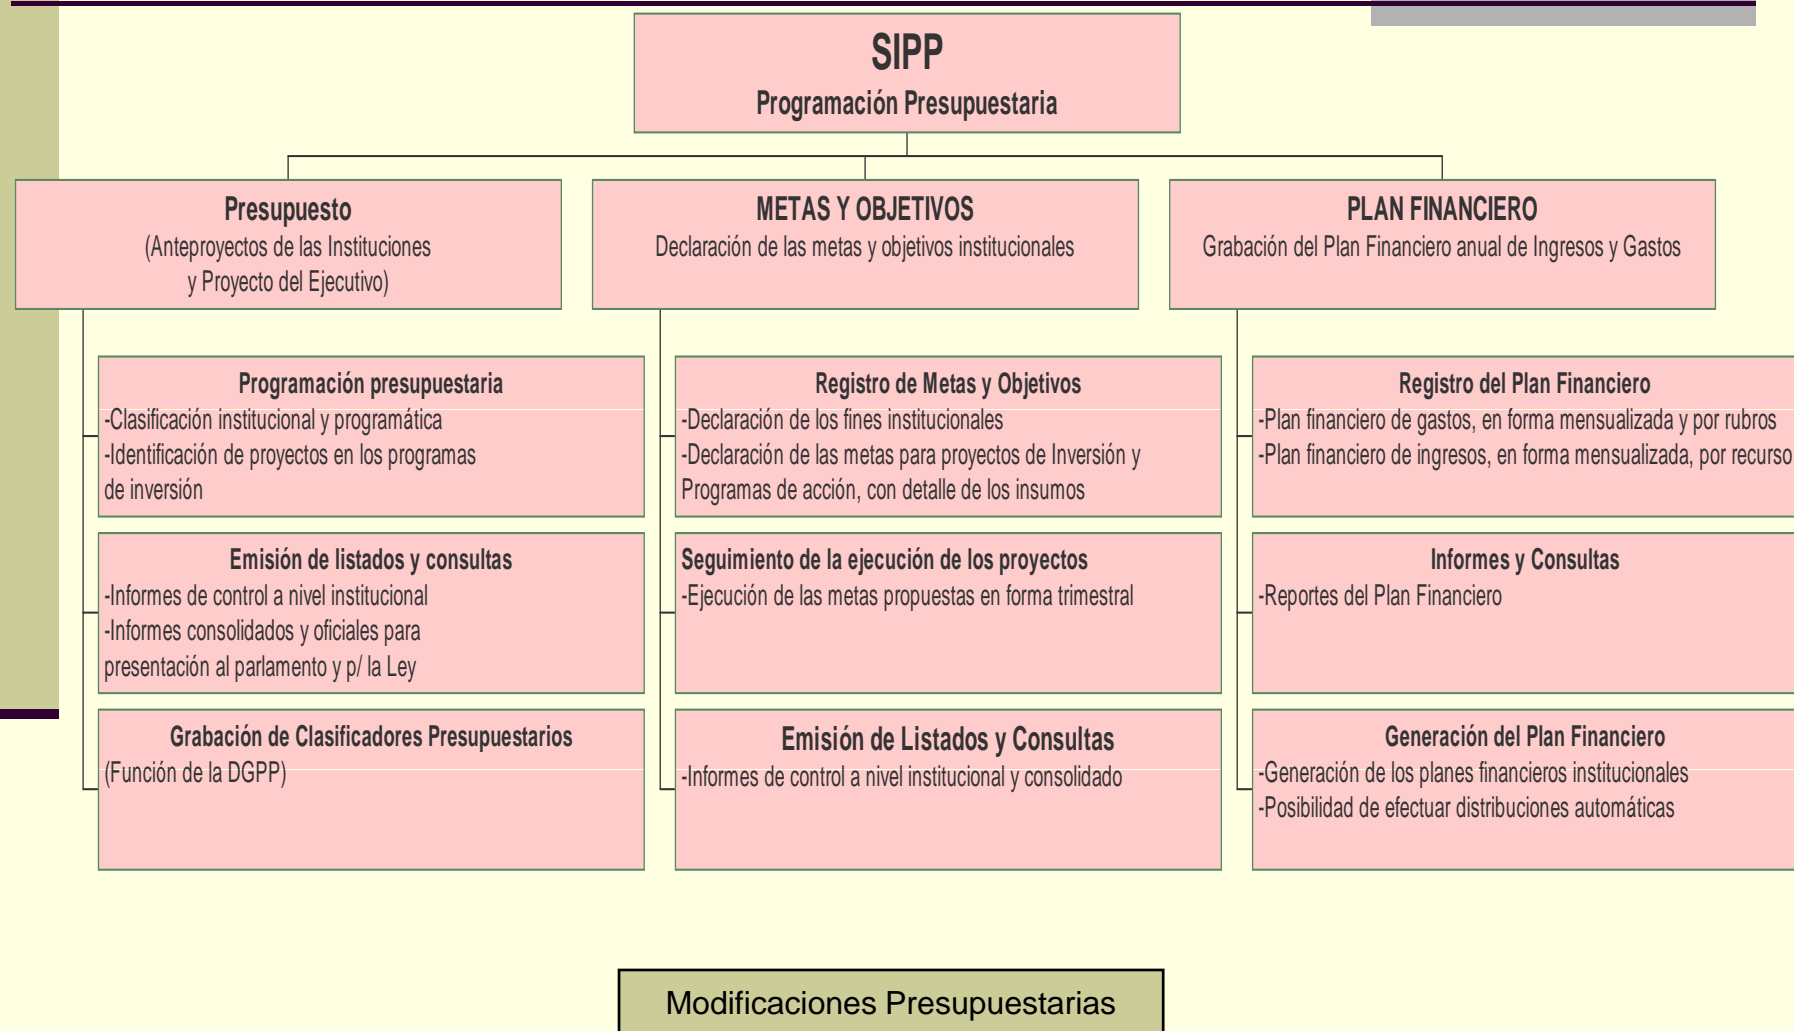 SIPP
Programación Presupuestaria
Presupuesto
(Anteproyectos de las Instituciones
y Proyecto del Ejecutivo)
METAS Y OBJETIVOS
Declaración de las metas y objetivos institucionales
PLAN FINANCIERO
Grabación del Plan Financiero anual de Ingresos y Gastos
Programación presupuestaria
-Clasificación institucional y programática
-Identificación de proyectos en los programas
de inversión
Emisión de listados y consultas
-Informes de control a nivel institucional
-Informes consolidados y oficiales para
presentación al parlamento y p/ la Ley
Grabación de Clasificadores Presupuestarios
(Función de la DGPP)
Registro de Metas y Objetivos
-Declaración de los fines institucionales
-Declaración de las metas para proyectos de Inversión y
Programas de acción, con detalle de los insumos
Seguimiento de la ejecución de los proyectos
-Ejecución de las metas propuestas en forma trimestral
Emisión de Listados y Consultas
-Informes de control a nivel institucional y consolidado
Registro del Plan Financiero
-Plan financiero de gastos, en forma mensualizada y por rubros
-Plan financiero de ingresos, en forma mensualizada, por recurso
Informes y Consultas
-Reportes del Plan Financiero
Generación del Plan Financiero
-Generación de los planes financieros institucionales
-Posibilidad de efectuar distribuciones automáticas
Modificaciones Presupuestarias